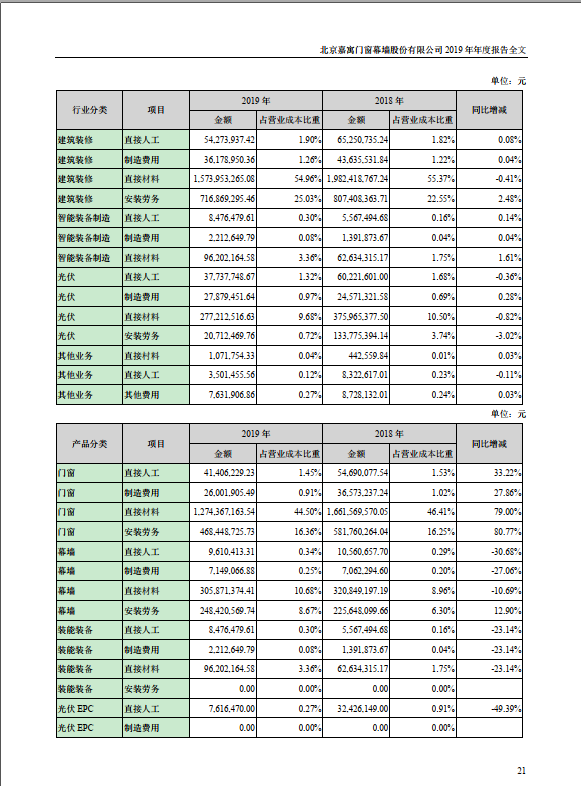 北京嘉寓门窗幕墙股份有限公司 2019 年年度报告全文
单位：元
行业分类 项目 2019 年 2018 年 同比增减
金额 占营业成本比重 金额 占营业成本比重
建筑装修 直接人工 54,273,937.42 1.90% 65,250,735.24 1.82% 0.08%
建筑装修 制造费用 36,178,950.36 1.26% 43,635,531.84 1.22% 0.04%
建筑装修 直接材料 1,573,953,265.08 54.96% 1,982,418,767.24 55.37% -0.41%
建筑装修 安装劳务 716,869,295.46 25.03% 807,408,363.71 22.55% 2.48%
智能装备制造 直接人工 8,476,479.61 0.30% 5,567,494.68 0.16% 0.14%
智能装备制造 制造费用 2,212,649.79 0.08% 1,391,873.67 0.04% 0.04%
智能装备制造 直接材料 96,202,164.58 3.36% 62,634,315.17 1.75% 1.61%
光伏 直接人工 37,737,748.67 1.32% 60,221,601.00 1.68% -0.36%
光伏 制造费用 27,879,451.64 0.97% 24,571,321.58 0.69% 0.28%
光伏 直接材料 277,212,516.63 9.68% 375,965,377.50 10.50% -0.82%
光伏 安装劳务 20,712,469.76 0.72% 133,775,394.14 3.74% -3.02%
其他业务 直接材料 1,071,754.33 0.04% 442,559.84 0.01% 0.03%
其他业务 直接人工 3,501,455.56 0.12% 8,322,617.01 0.23% -0.11%
其他业务 其他费用 7,631,906.86 0.27% 8,728,132.01 0.24% 0.03%
单位：元
产品分类 项目 2019 年 2018 年 同比增减
金额 占营业成本比重 金额 占营业成本比重
门窗 直接人工 41,406,229.23 1.45% 54,690,077.54 1.53% 33.22%
门窗 制造费用 26,001,905.49 0.91% 36,573,237.24 1.02% 27.86%
门窗 直接材料 1,274,367,163.54 44.50% 1,661,569,570.05 46.41% 79.00%
门窗 安装劳务 468,448,725.73 16.36% 581,760,264.04 16.25% 80.77%
幕墙 直接人工 9,610,413.31 0.34% 10,560,657.70 0.29% -30.68%
幕墙 制造费用 7,149,066.88 0.25% 7,062,294.60 0.20% -27.06%
幕墙 直接材料 305,871,374.41 10.68% 320,849,197.19 8.96% -10.69%
幕墙 安装劳务 248,420,569.74 8.67% 225,648,099.66 6.30% 12.90%
装能装备 直接人工 8,476,479.61 0.30% 5,567,494.68 0.16% -23.14%
装能装备 制造费用 2,212,649.79 0.08% 1,391,873.67 0.04% -23.14%
装能装备 直接材料 96,202,164.58 3.36% 62,634,315.17 1.75% -23.14%
装能装备 安装劳务 0.00 0.00% 0.00 0.00%
光伏 EPC 直接人工 7,616,470.00 0.27% 32,426,149.00 0.91% -49.39%
光伏 EPC 制造费用 0.00 0.00% 0.00 0.00%
21